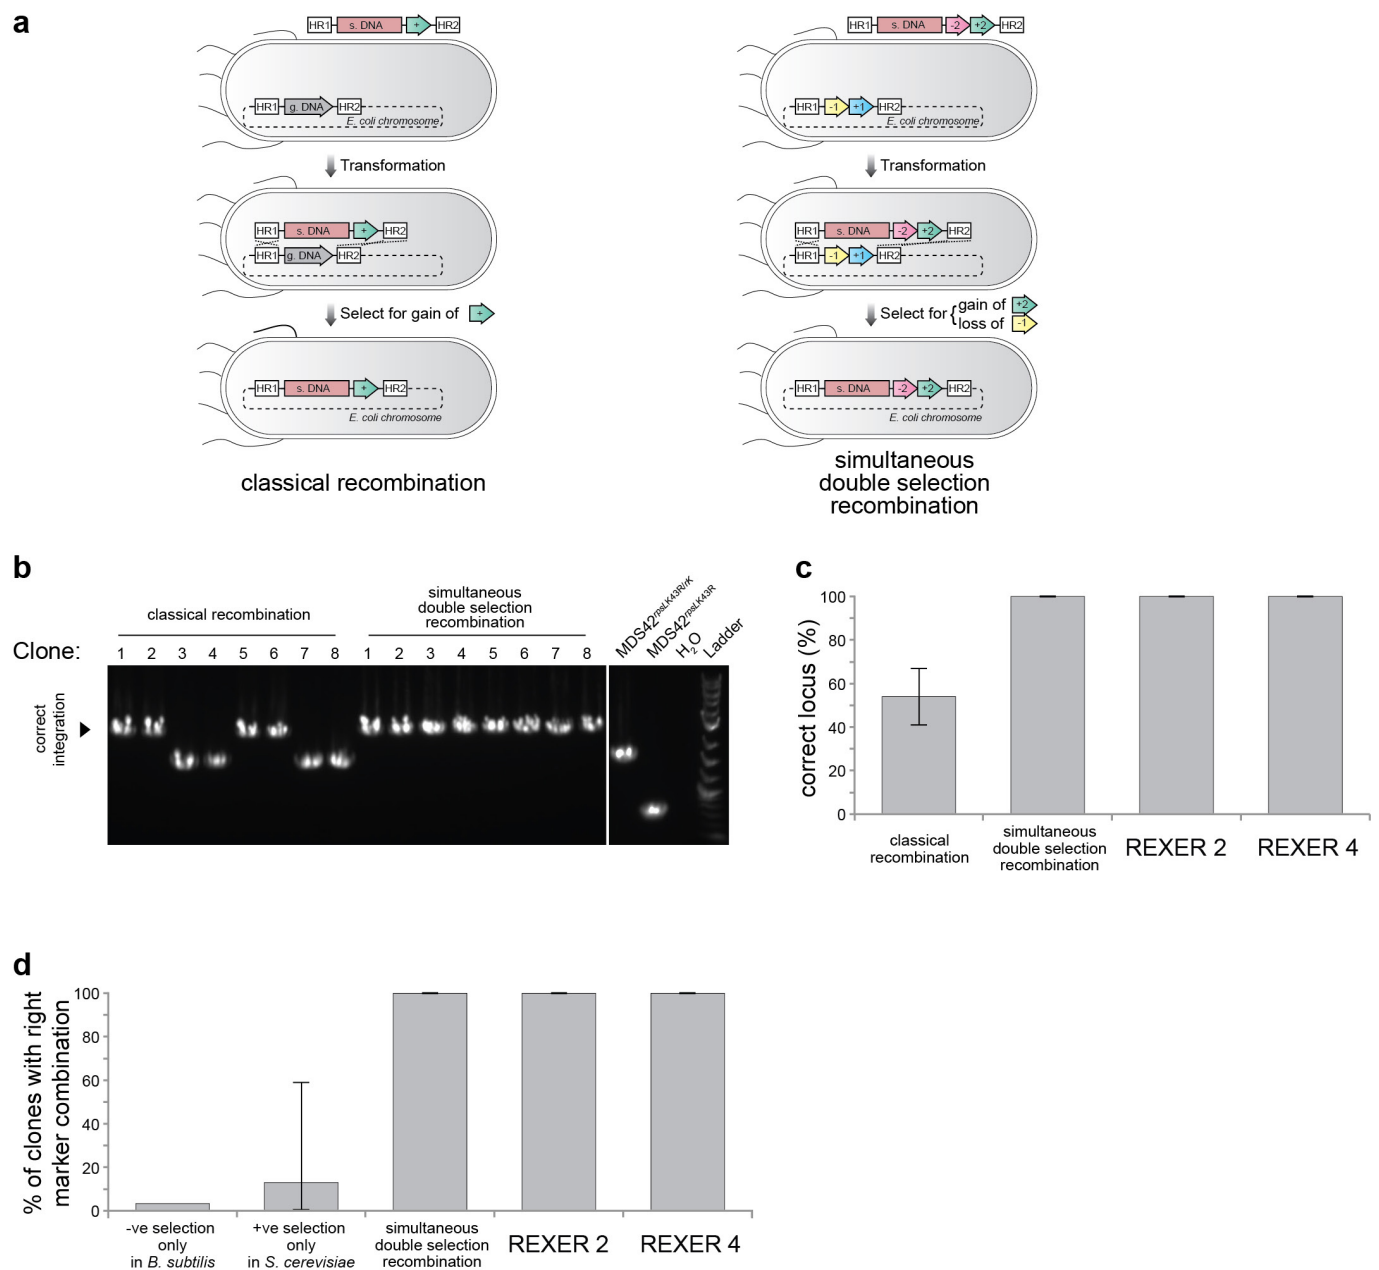 a
HR1 s. DNA + HR2
HR1 g. DNA HR2
E. coli chromosome
Transformation
HR1 s. DNA + HR2
HR1 g. DNA HR2
Select for gain of +
HR1 s. DNA + HR2
E. coli chromosome
classical recombination
HR1 s. DNA -2 +2 HR2
HR1 -1 +1 HR2
E. coli chromosome
Transformation
HR1 s. DNA -2 +2 HR2
HR1 -1 +1 HR2
Select for { gain of +2
loss of -1
HR1 s. DNA -2 +2 HR2
E. coli chromosome
simultaneous
double selection
recombination
b
classical recombination
simultaneous
double selection
recombination
MDS42rpsLK43R/rK
MDS42rpsLK43R
H2O
Ladder
Clone: 1 2 3 4 5 6 7 8 1 2 3 4 5 6 7 8
correct
integration
c
correct locus (%)
100
80
60
40
20
0
classical
recombination
simultaneous
double selection
recombination
REXER 2
REXER 4
d
% of clones with right
marker combination
100
80
60
40
20
0
-ve selection
only
in B. subtilis
+ve selection
only
in S. cerevisiae
simultaneous
double selection
recombination
REXER 2
REXER 4